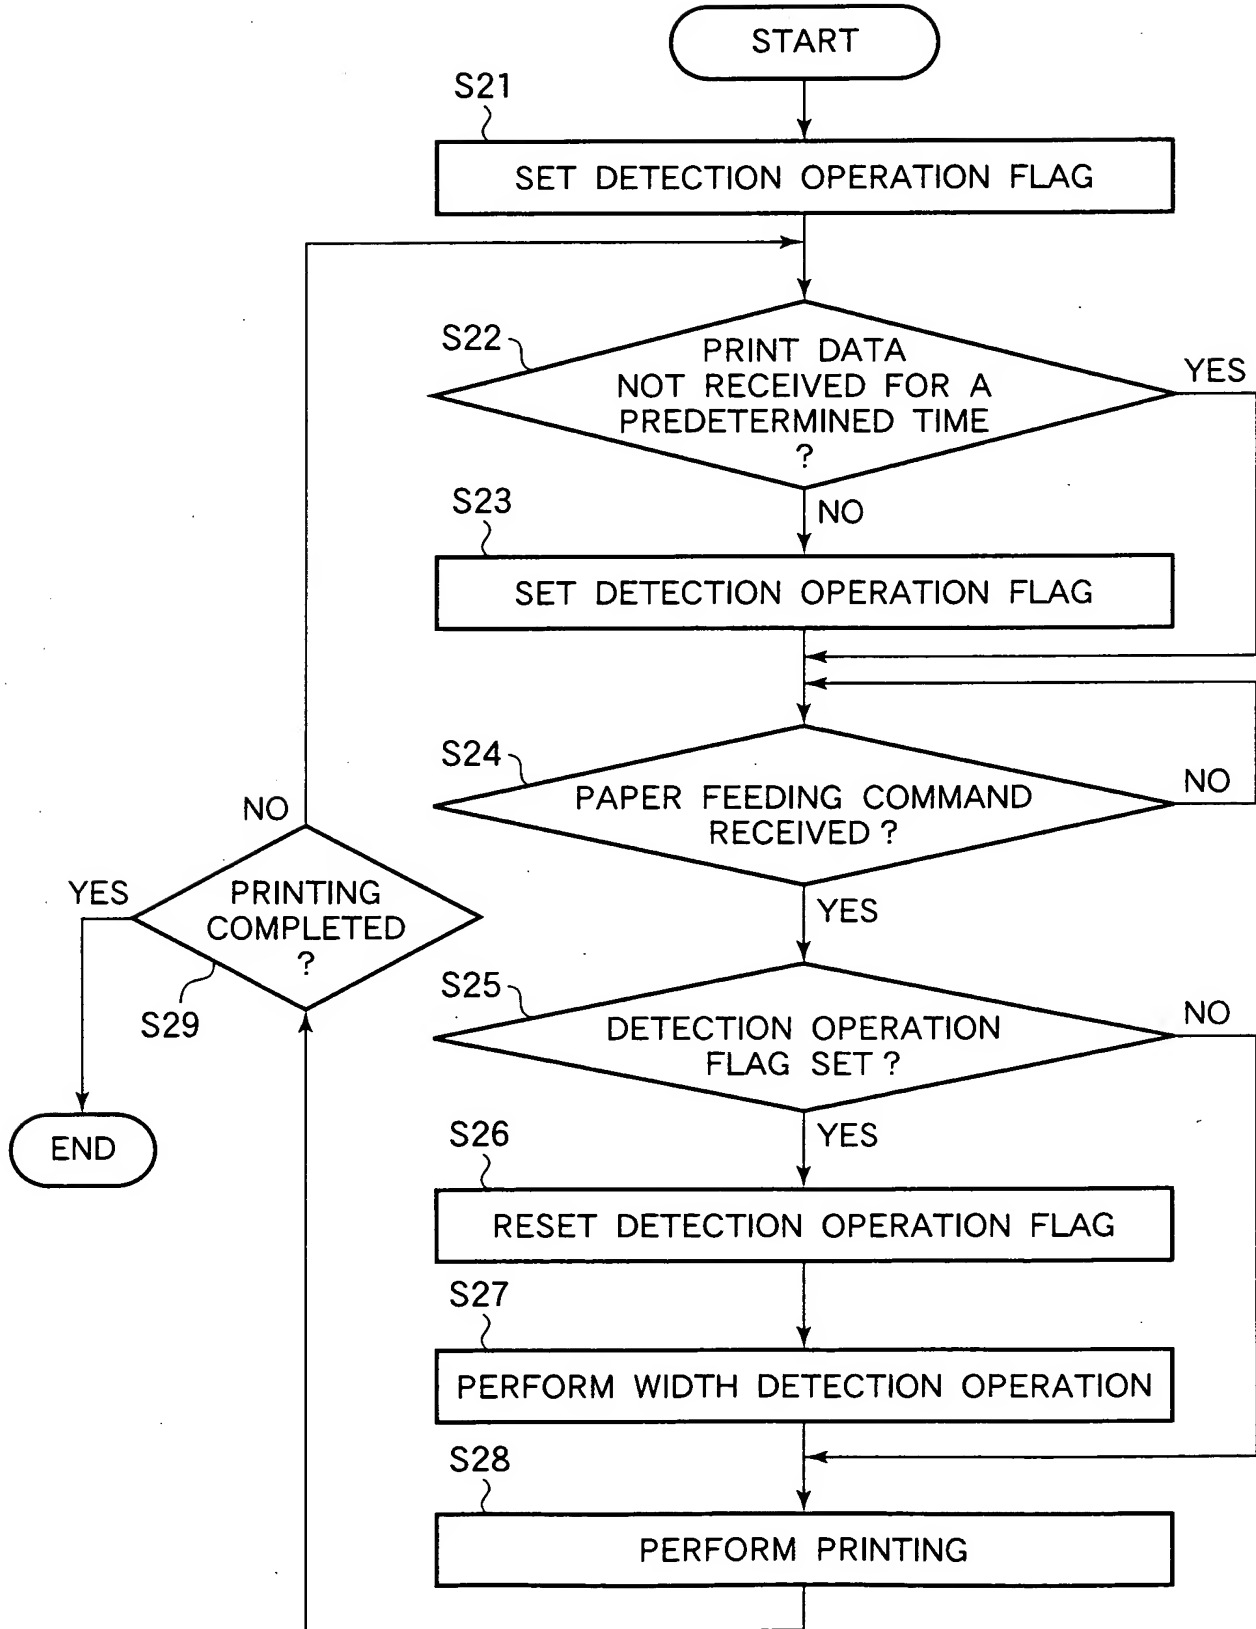 START
S21
SET DETECTION OPERATION FLAG
S22
PRINT DATA
NOT RECEIVED FOR A
PREDETERMINED TIME
?
YES
NO
S23
SET DETECTION OPERATION FLAG
S24
PAPER FEEDING COMMAND
RECEIVED ?
NO
YES
NO
YES
PRINTING
COMPLETED
?
S29
END
S25
DETECTION OPERATION
FLAG SET ?
NO
YES
S26
RESET DETECTION OPERATION FLAG
S27
PERFORM WIDTH DETECTION OPERATION
S28
PERFORM PRINTING